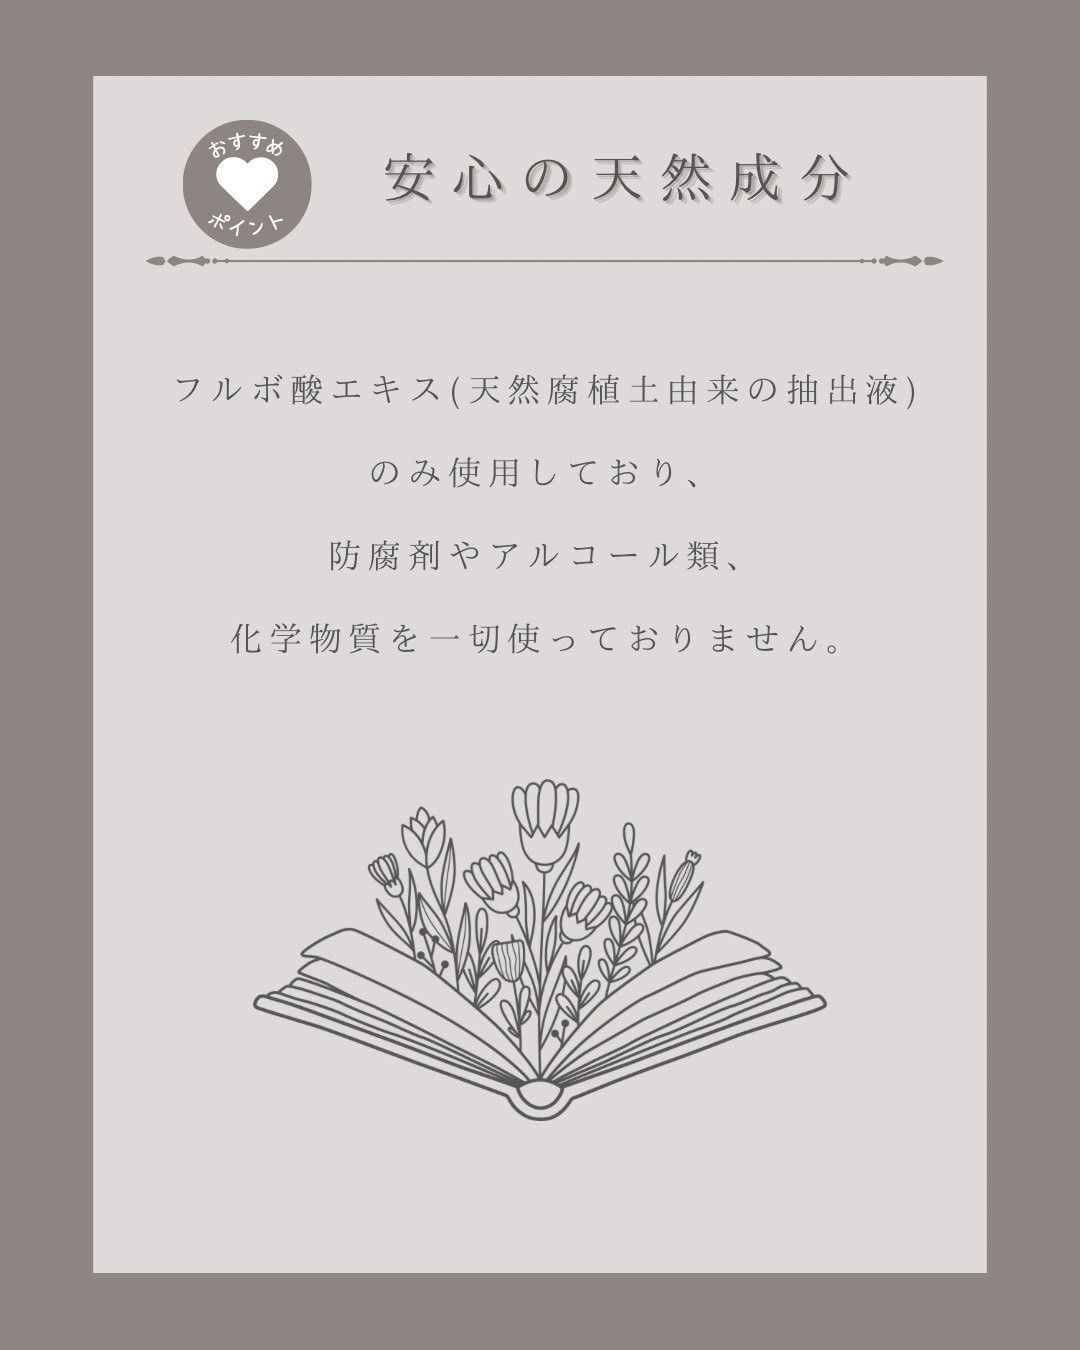 おすすめ
ポイント
安心の天然成分
フルボ酸エキス(天然腐植土由来の抽出液)
のみ使用しており、
防腐剤やアルコール類、
化学物質を一切使っておりません。